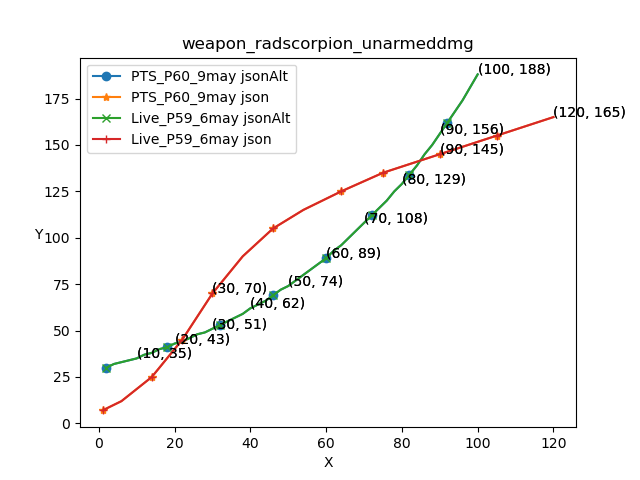 weapon_radscorpion_unarmeddmg
PTS_P60_9may jsonAlt
PTS_P60_9may json
Live_P59_6may jsonAlt
Live_P59_6may json
(100, 188)
(120, 165)
(90, 156)
(90, 145)
(80, 129)
(70, 108)
(60, 89)
(50, 74)
(30, 70)
(40, 62)
(30, 51)
(20, 43)
(10, 35)
175
150
125
Y
100
75
50
25
0
0 20 40 60 80 100 120
X